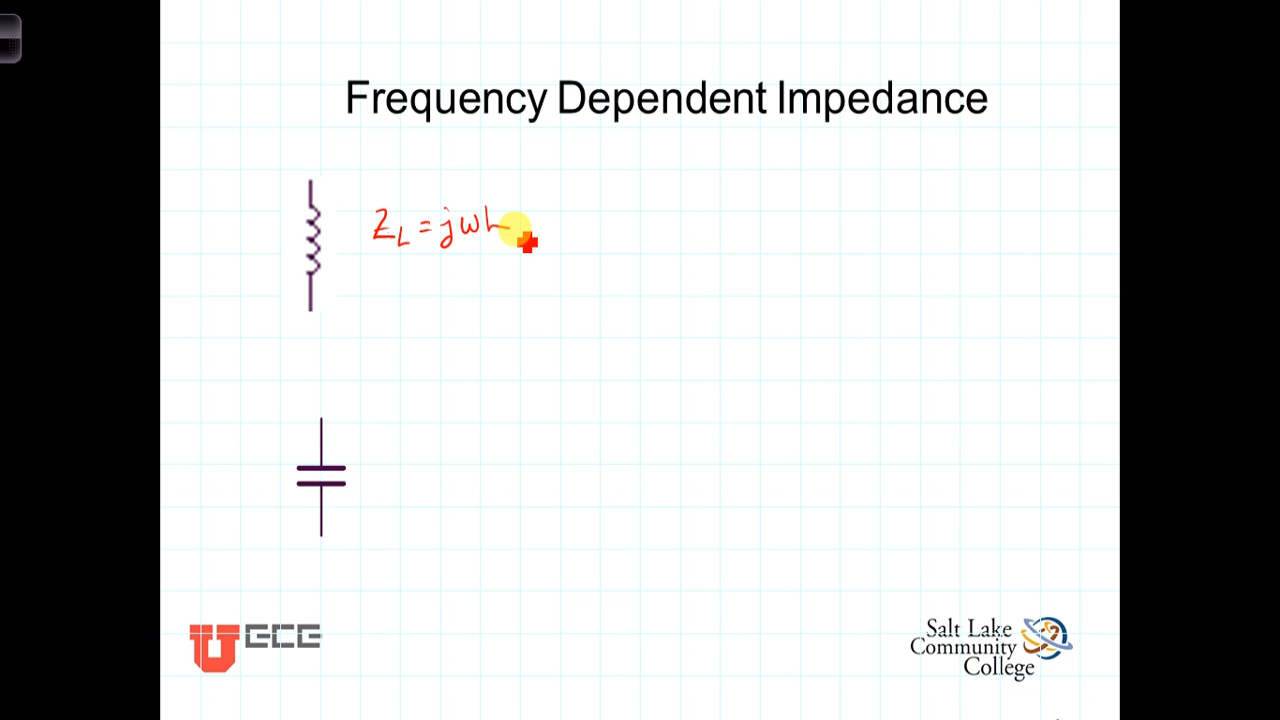 Frequency Dependent Impedance
Z_L = jωL
U ECE
Salt Lake
Community
College